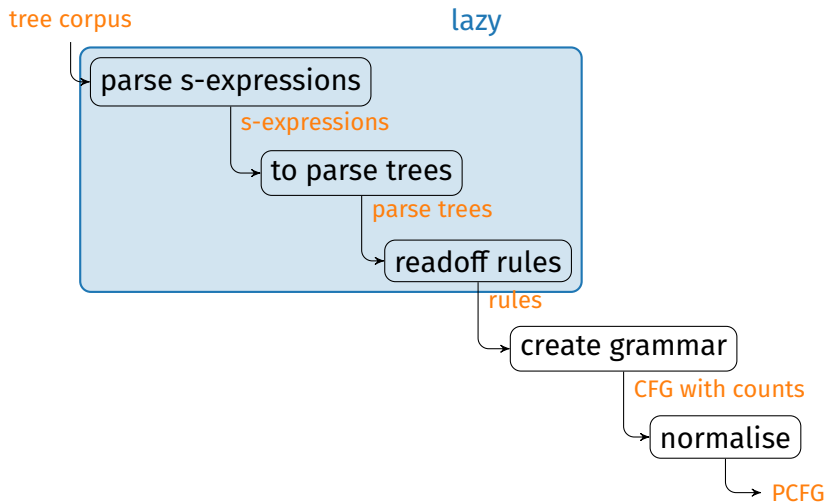 tree corpus
lazy
parse s-expressions
s-expressions
to parse trees
parse trees
readoff rules
rules
create grammar
CFG with counts
normalise
PCFG